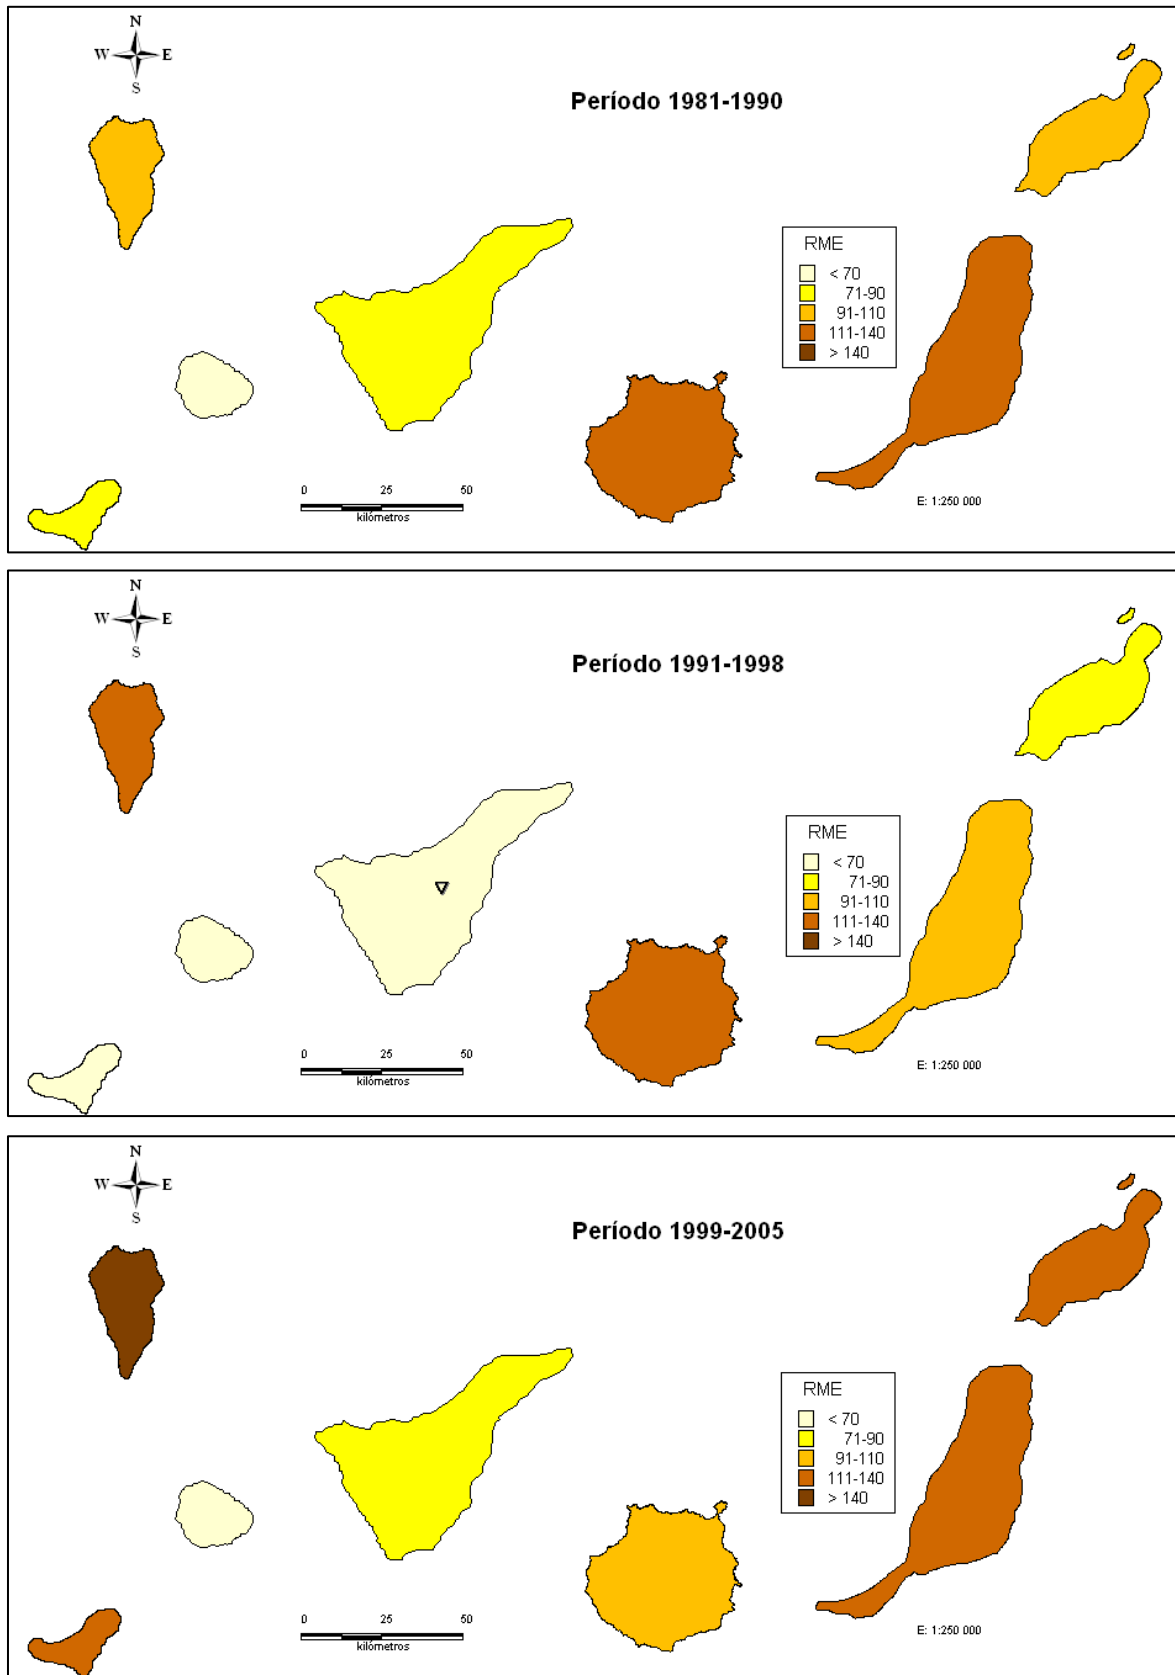 N
W E
S
Período 1981-1990
RME
< 70
71-90
91-110
111-140
> 140
0 25 50
kilómetros
E: 1:250 000
N
W E
S
Período 1991-1998
RME
< 70
71-90
91-110
111-140
> 140
0 25 50
kilómetros
E: 1:250 000
N
W E
S
Período 1999-2005
RME
< 70
71-90
91-110
111-140
> 140
0 25 50
kilómetros
E: 1:250 000